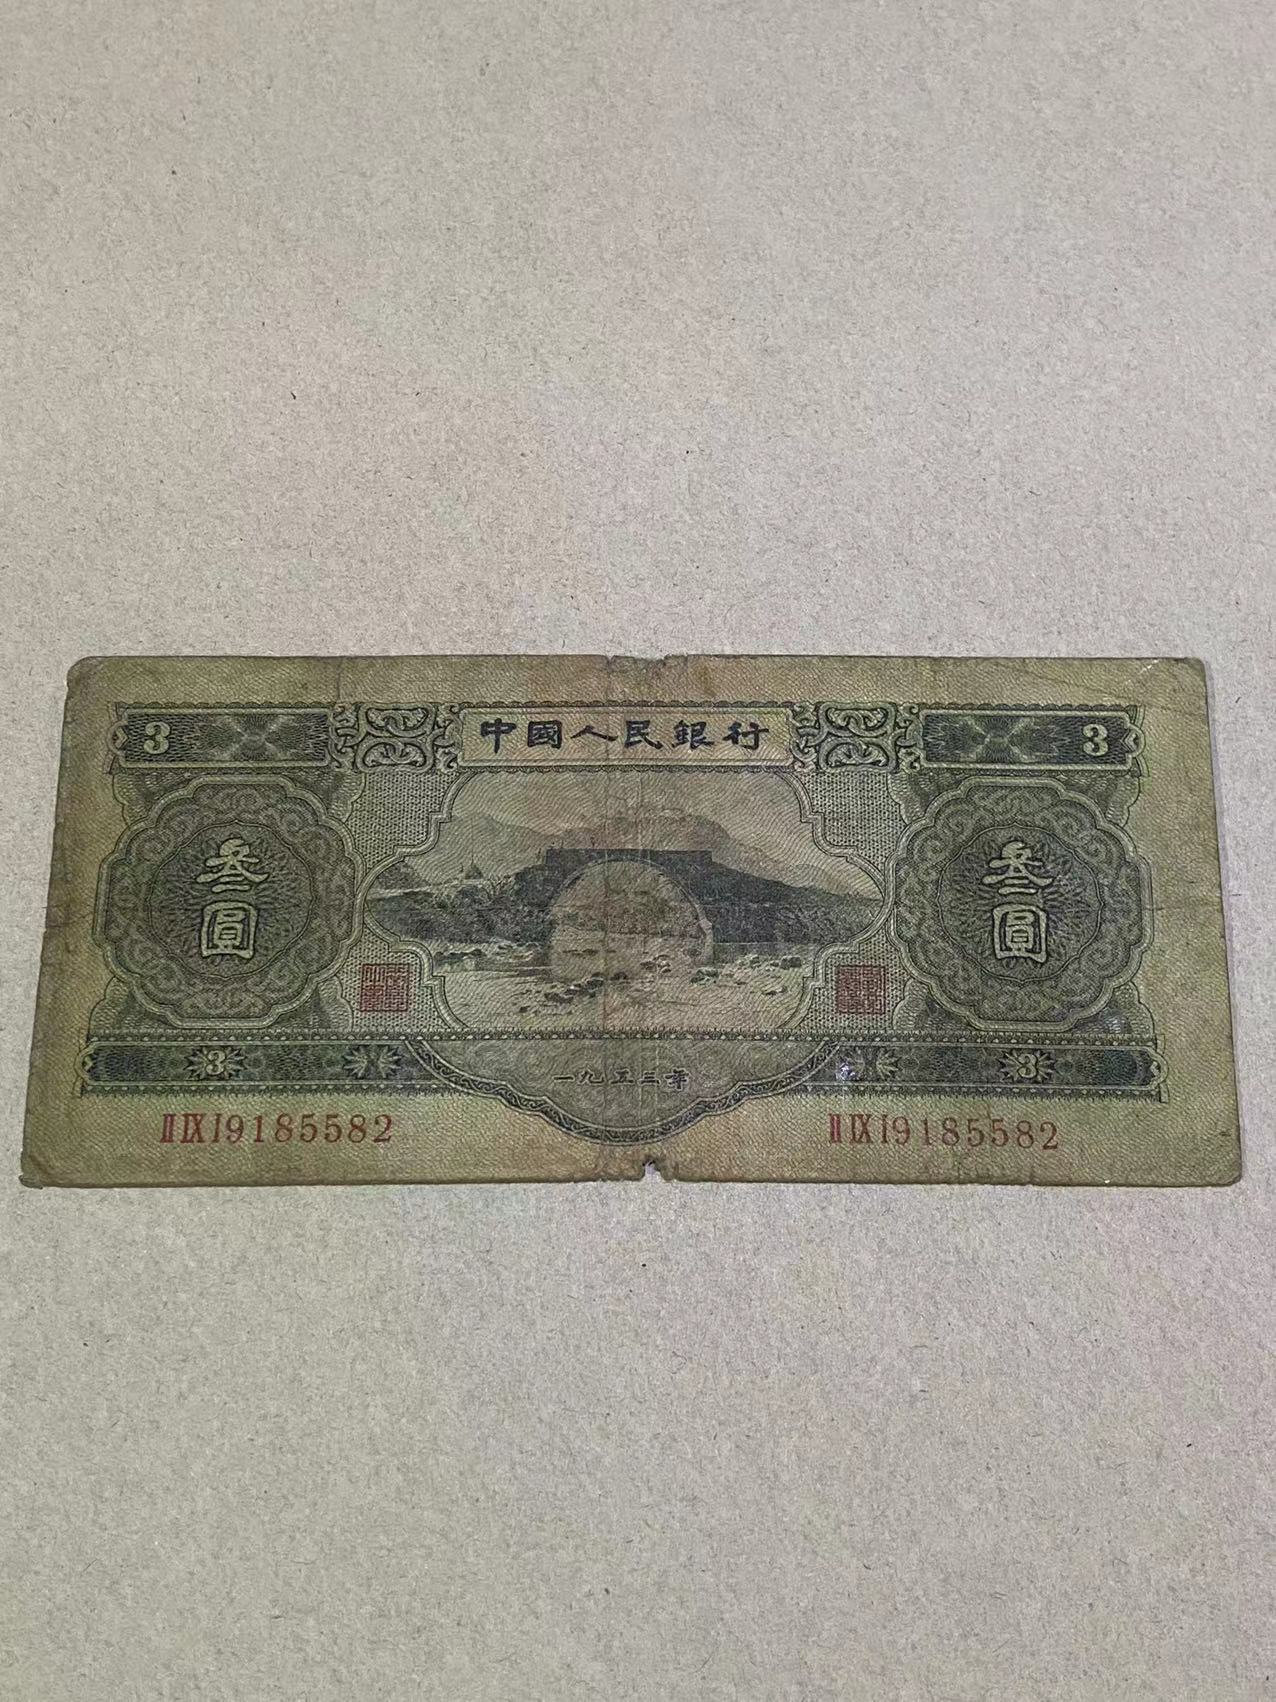 3 中國人民銀行 3
叁圓 叁圓
3 一九五三年 3
ⅡⅨⅠ9185582 ⅡⅨⅠ9185582